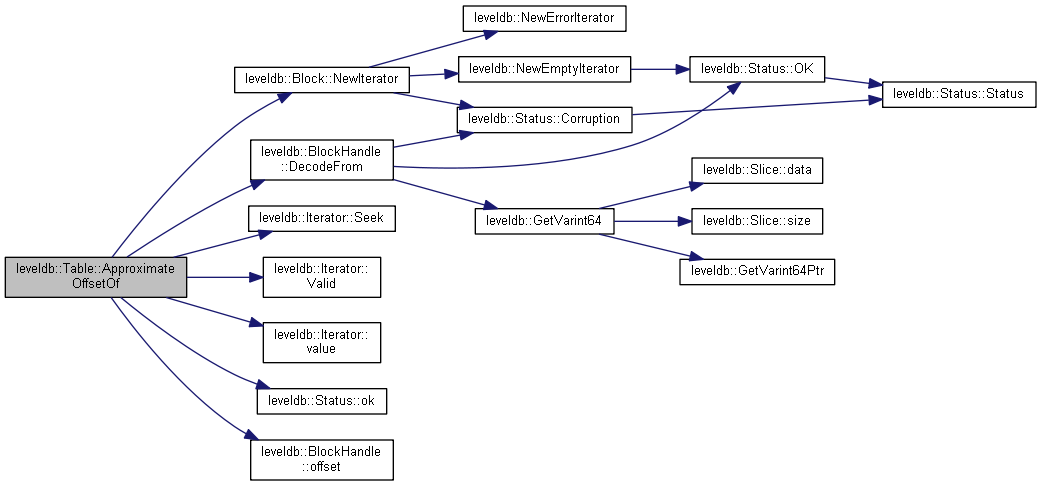 leveldb::NewErrorIterator
leveldb::Block::NewIterator
leveldb::NewEmptyIterator
leveldb::Status::OK
leveldb::Status::Status
leveldb::Status::Corruption
leveldb::BlockHandle
::DecodeFrom
leveldb::Slice::data
leveldb::Iterator::Seek
leveldb::GetVarint64
leveldb::Slice::size
leveldb::Table::Approximate
OffsetOf
leveldb::Iterator::
Valid
leveldb::GetVarint64Ptr
leveldb::Iterator::
value
leveldb::Status::ok
leveldb::BlockHandle
::offset